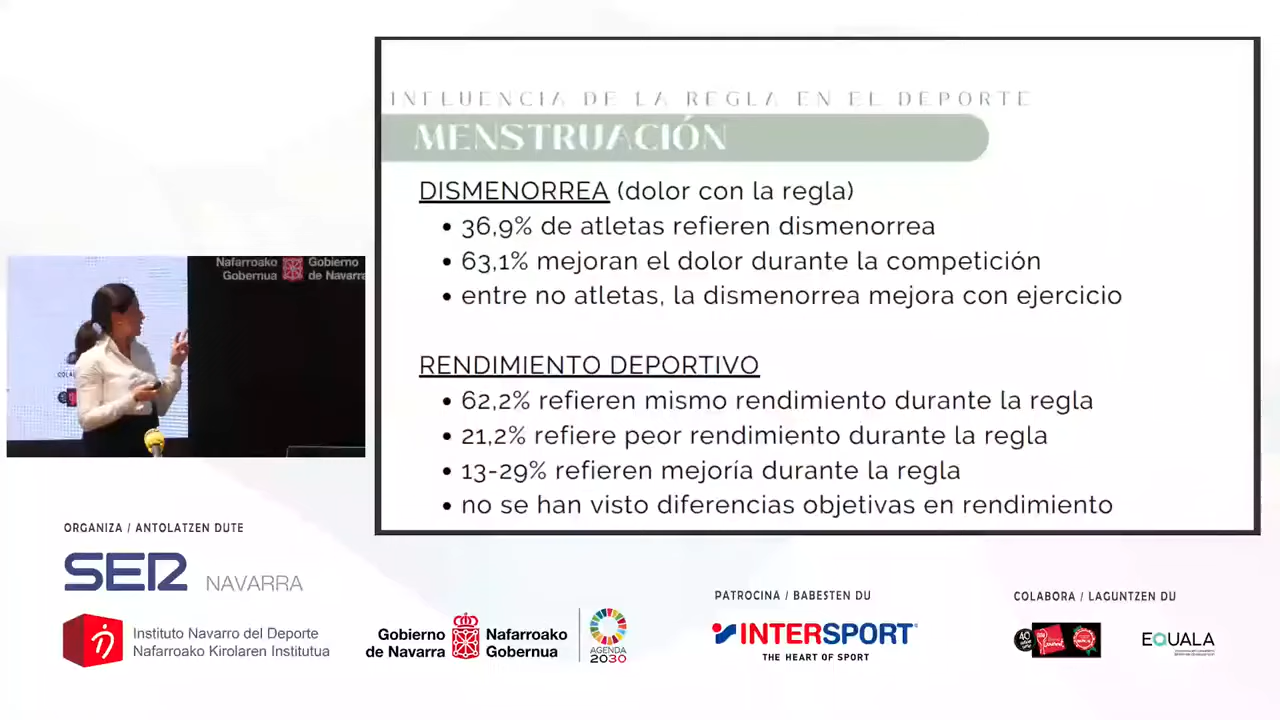 INFLUENCIA DE LA REGLA EN EL DEPORTE
MENSTRUACIÓN
DISMENORREA (dolor con la regla)
• 36,9% de atletas refieren dismenorrea
• 63,1% mejoran el dolor durante la competición
• entre no atletas, la dismenorrea mejora con ejercicio
RENDIMIENTO DEPORTIVO
• 62,2% refieren mismo rendimiento durante la regla
• 21,2% refiere peor rendimiento durante la regla
• 13-29% refieren mejoría durante la regla
• no se han visto diferencias objetivas en rendimiento
Nafarroako Gobernua
Gobierno de Navarra
ORGANIZA / ANTOLATZEN DUTE
SER NAVARRA
Instituto Navarro del Deporte
Nafarroako Kirolaren Institutua
Gobierno de Navarra
Nafarroako Gobernua
AGENDA 2030
PATROCINA / BABESTEN DU
INTERSPORT
THE HEART OF SPORT
COLABORA / LAGUNTZEN DU
40
EQUALA